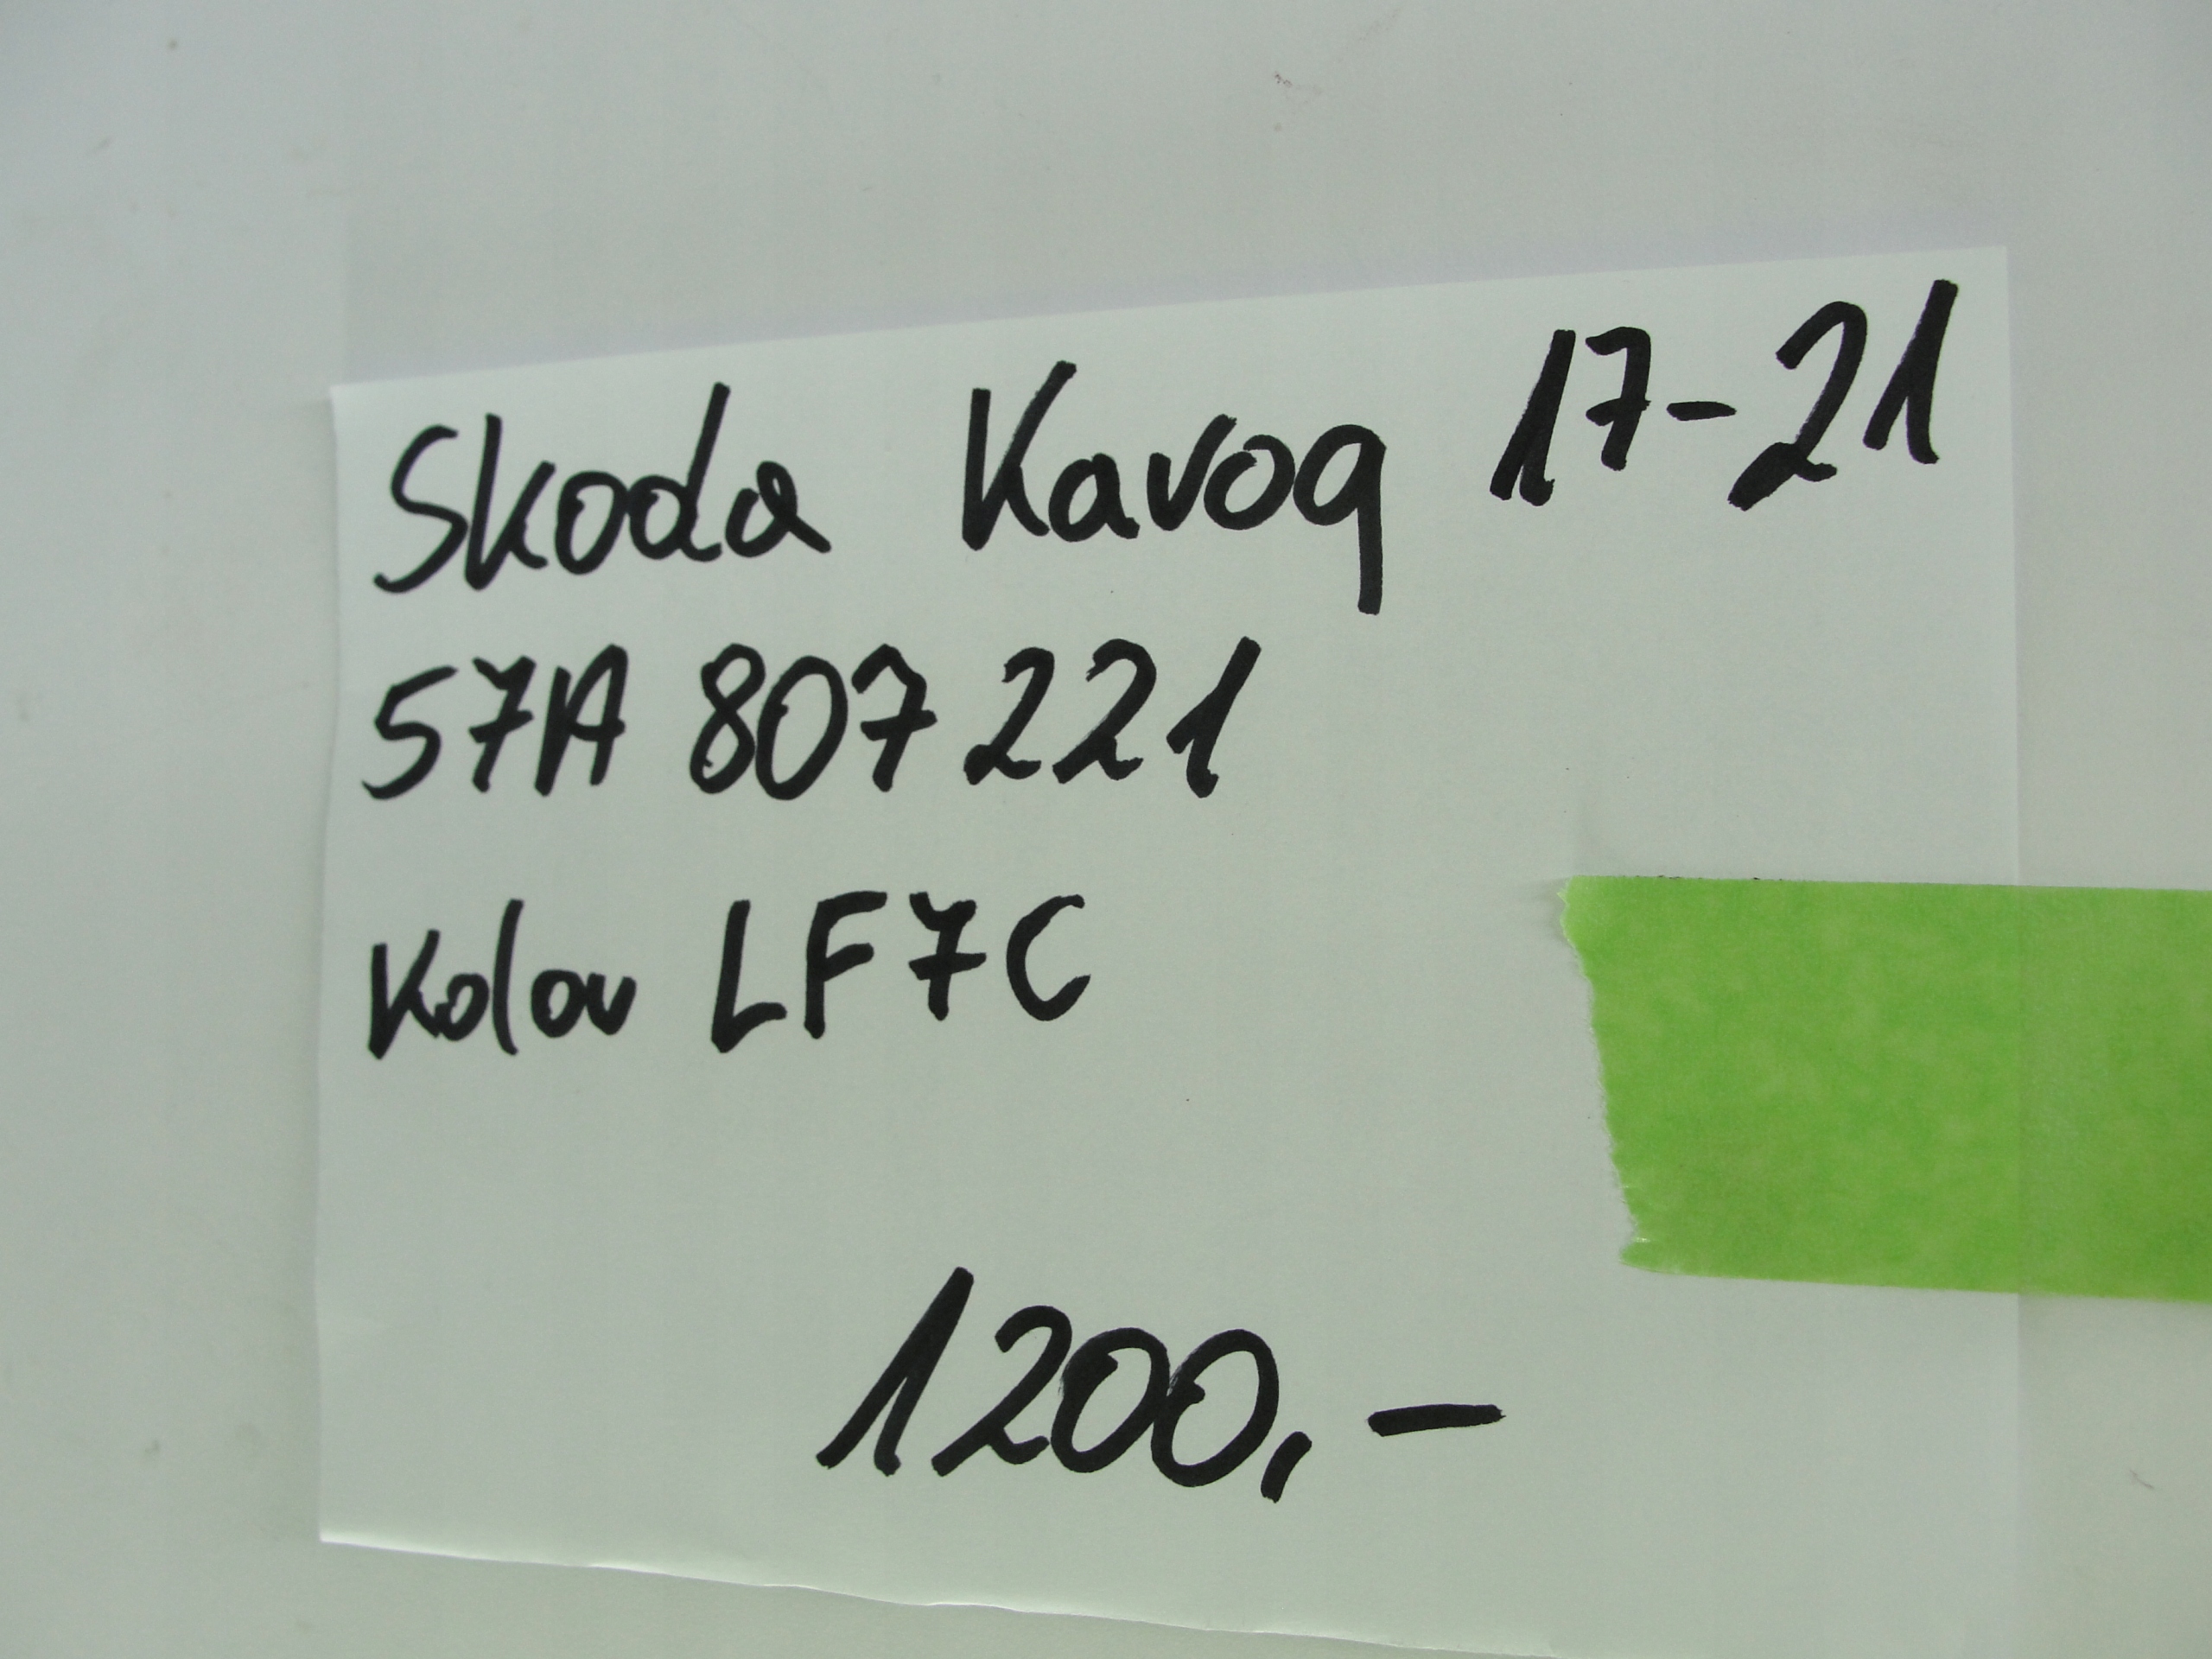 Skoda Karoq 17-21
57A 807 221
Kolor LF7C
1200,-